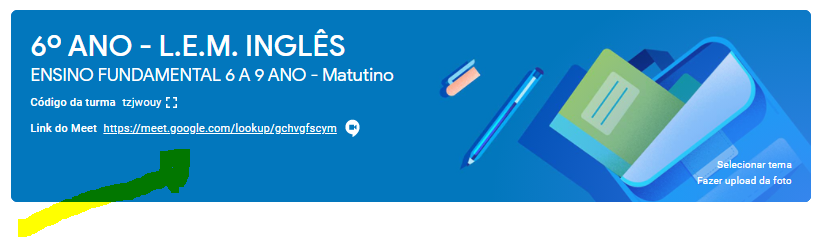 6º ANO - L.E.M. INGLÊS
ENSINO FUNDAMENTAL 6 A 9 ANO - Matutino
Código da turma tzjwouy
Link do Meet https://meet.google.com/lookup/gchvgfscym
Selecionar tema
Fazer upload da foto